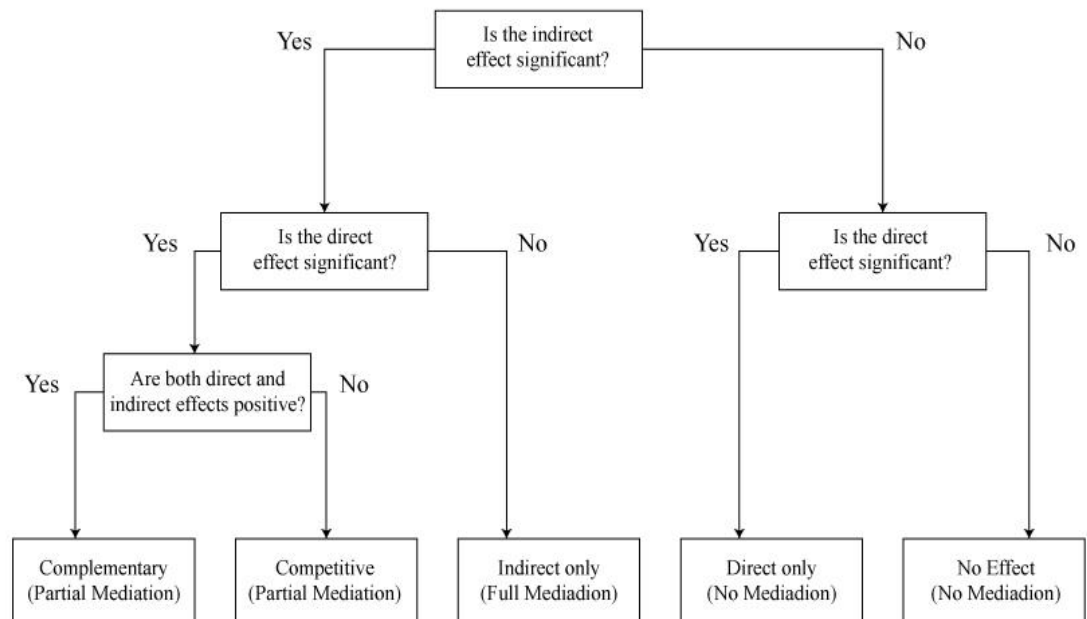 Is the indirect
effect significant?
Yes
No
Is the direct
effect significant?
Yes
No
Is the direct
effect significant?
Yes
No
Are both direct and
indirect effects positive?
Yes
No
Complementary
(Partial Mediation)
Competitive
(Partial Mediation)
Indirect only
(Full Mediadion)
Direct only
(No Mediadion)
No Effect
(No Mediadion)